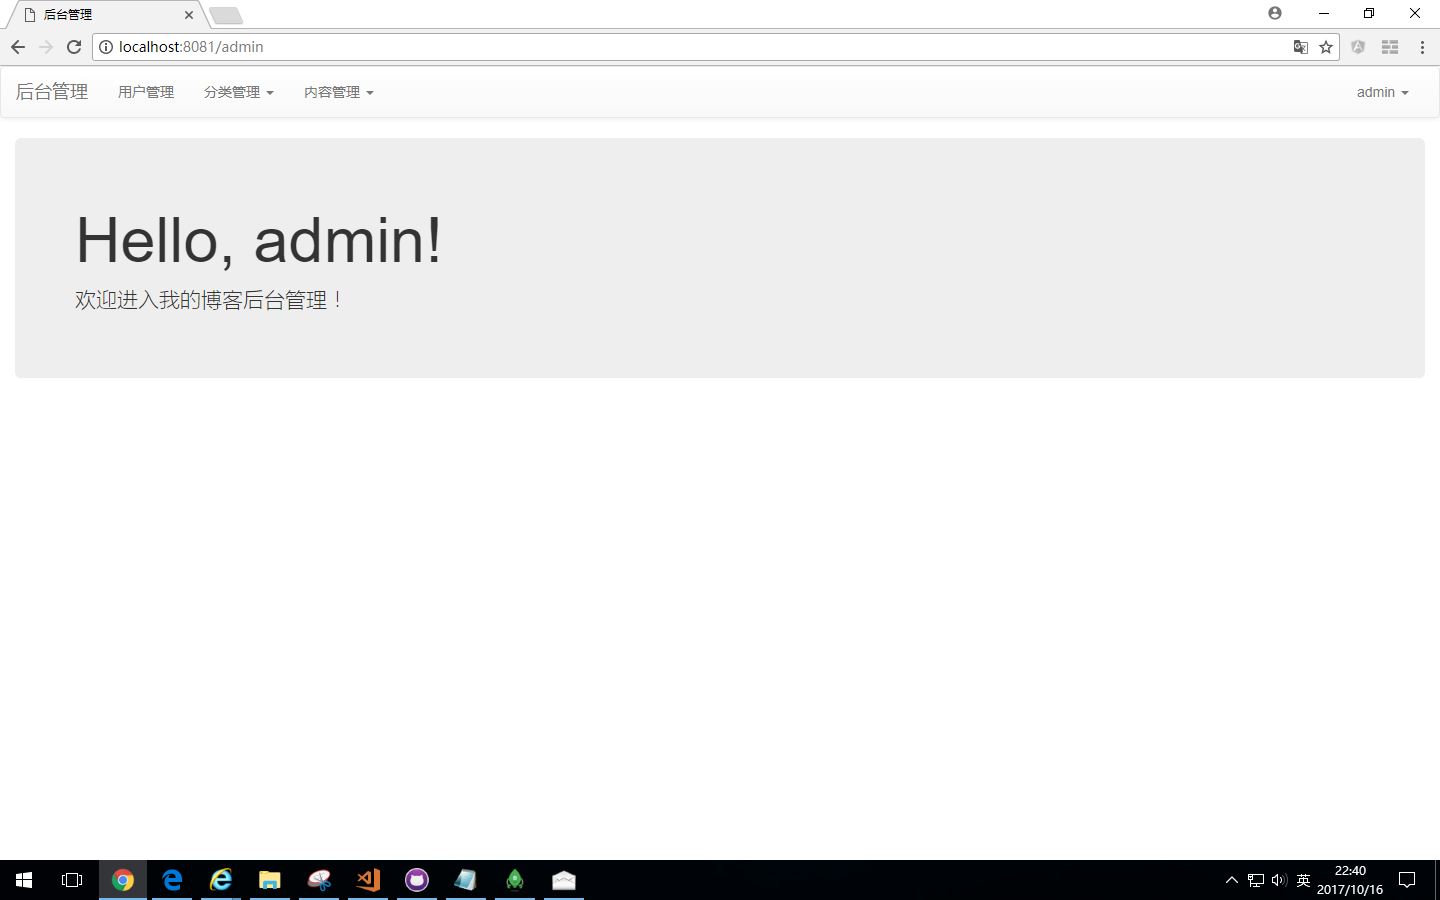 后台管理
localhost:8081/admin
后台管理 用户管理 分类管理 内容管理 admin
Hello, admin!
欢迎进入我的博客后台管理！
英
22:40
2017/10/16